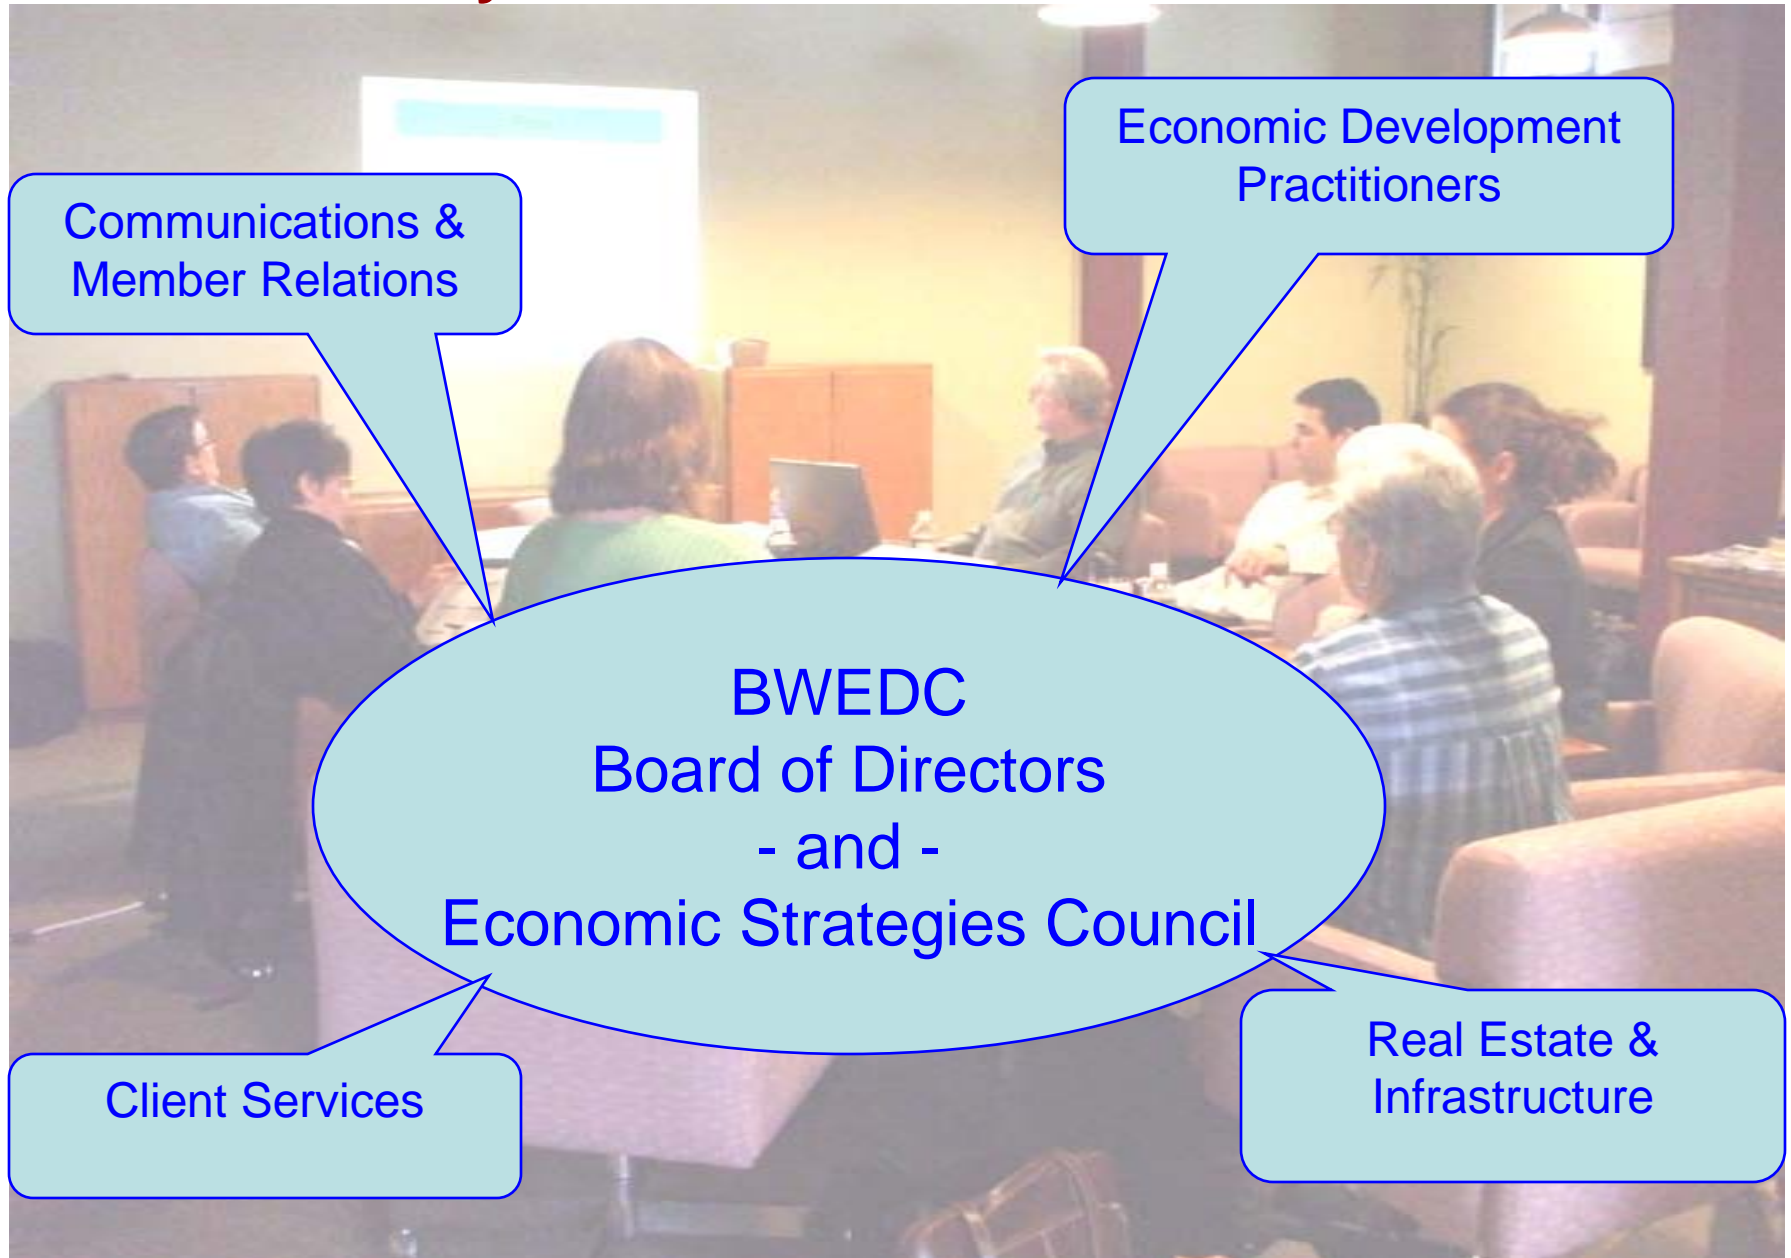 Economic Development
Practitioners
Communications &
Member Relations
BWEDC
Board of Directors
- and -
Economic Strategies Council
Real Estate &
Infrastructure
Client Services